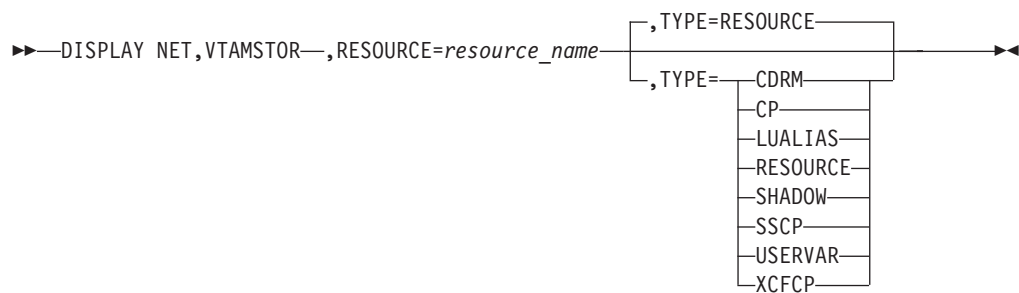 ,TYPE=RESOURCE
DISPLAY NET,VTAMSTOR ,RESOURCE=resource_name
,TYPE= CDRM
CP
LUALIAS
RESOURCE
SHADOW
SSCP
USERVAR
XCFCP